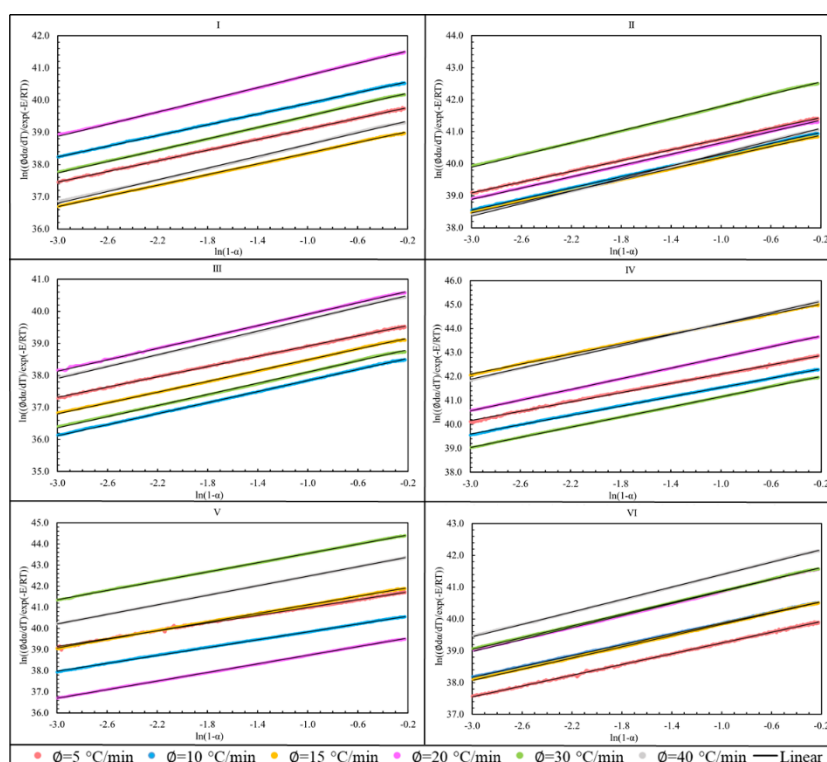 I
ln((Ødα/dT)/exp(-E/RT))
42.0
41.0
40.0
39.0
38.0
37.0
36.0
-3.0 -2.6 -2.2 -1.8 -1.4 -1.0 -0.6 -0.2
ln(1-α)
II
ln((Ødα/dT)/exp(-E/RT))
44.0
43.0
42.0
41.0
40.0
39.0
38.0
-3.0 -2.6 -2.2 -1.8 -1.4 -1.0 -0.6 -0.2
ln(1-α)
III
ln((Ødα/dT)/exp(-E/RT))
41.0
40.0
39.0
38.0
37.0
36.0
35.0
-3.0 -2.6 -2.2 -1.8 -1.4 -1.0 -0.6 -0.2
ln(1-α)
IV
ln((Ødα/dT)/exp(-E/RT))
46.0
45.0
44.0
43.0
42.0
41.0
40.0
39.0
38.0
-3.0 -2.6 -2.2 -1.8 -1.4 -1.0 -0.6 -0.2
ln(1-α)
V
ln((Ødα/dT)/exp(-E/RT))
45.0
44.0
43.0
42.0
41.0
40.0
39.0
38.0
37.0
36.0
-3.0 -2.6 -2.2 -1.8 -1.4 -1.0 -0.6 -0.2
ln(1-α)
VI
ln((Ødα/dT)/exp(-E/RT))
43.0
42.0
41.0
40.0
39.0
38.0
37.0
-3.0 -2.6 -2.2 -1.8 -1.4 -1.0 -0.6 -0.2
ln(1-α)
Ø=5 °C/min Ø=10 °C/min Ø=15 °C/min Ø=20 °C/min Ø=30 °C/min Ø=40 °C/min Linear